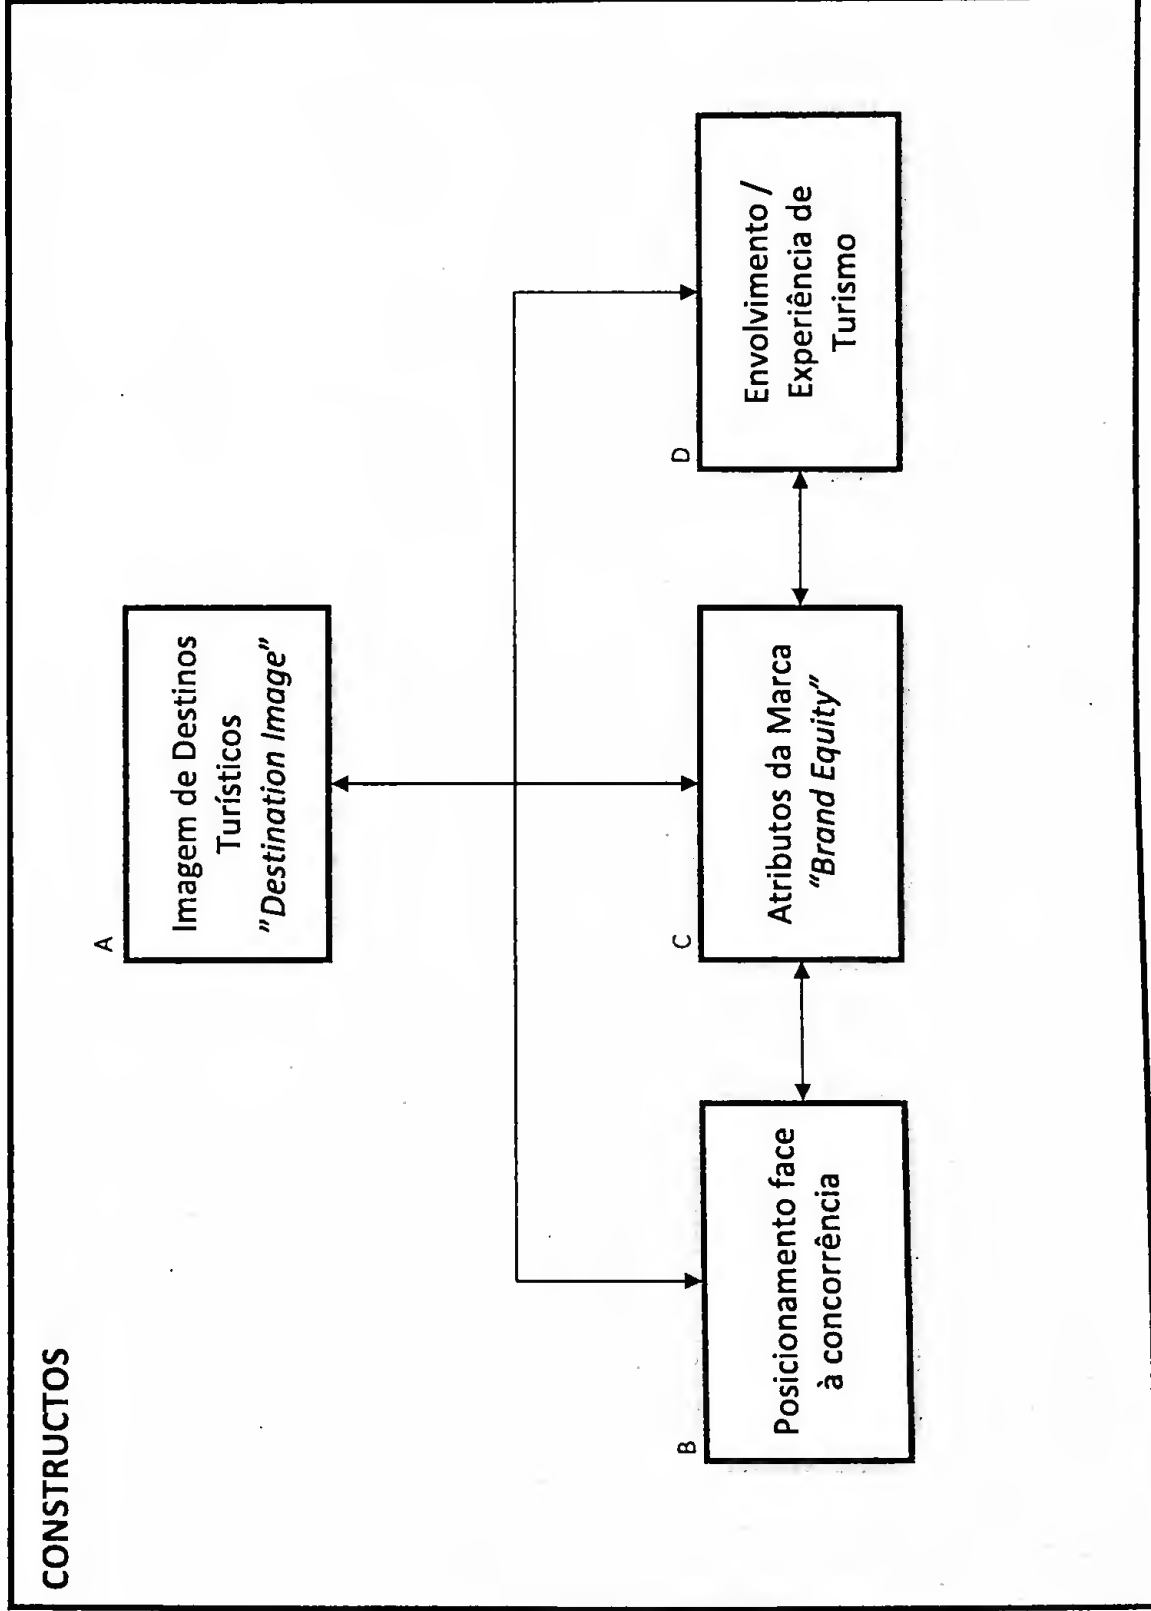 CONSTRUCTOS
A
Imagem de Destinos
Turísticos
"Destination Image"
B
Posicionamento face
à concorrência
C
Atributos da Marca
"Brand Equity"
D
Envolvimento /
Experiência de
Turismo